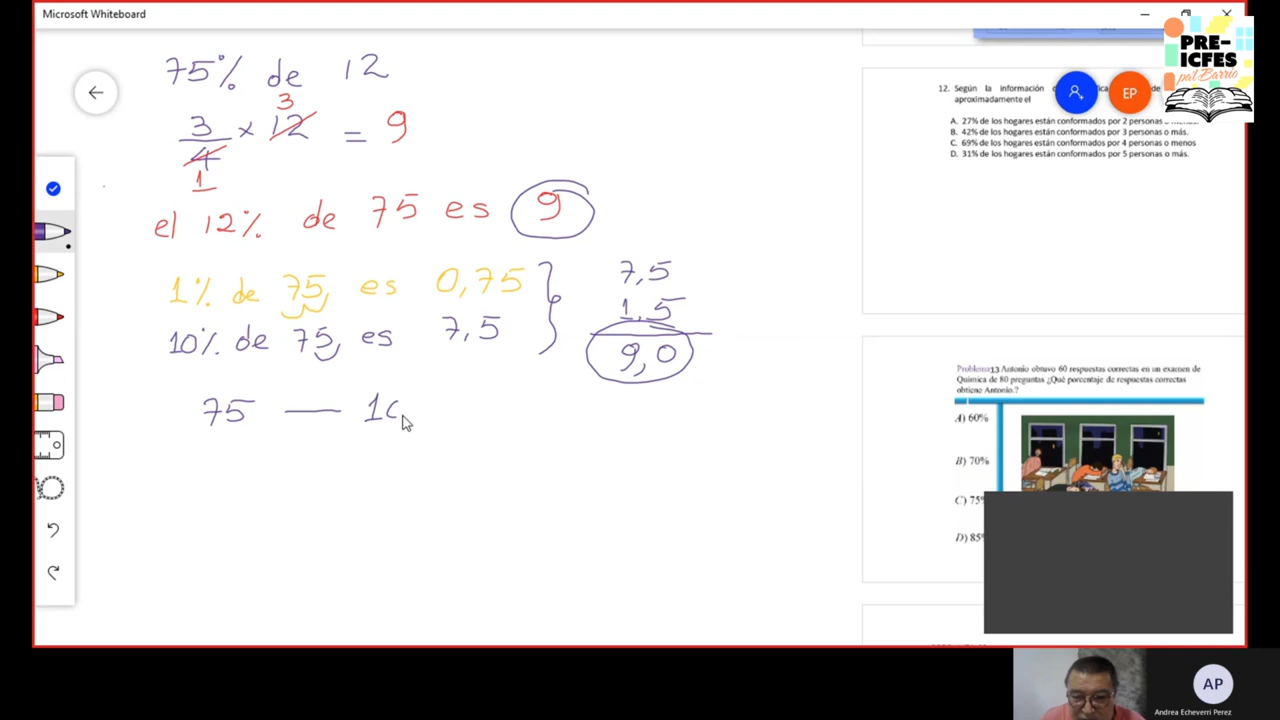 Microsoft Whiteboard
75% de 12
3/4 × 12 = 9
3
1
el 12% de 75 es 9
1% de 75, es 0,75
10% de 75, es 7,5
7,5
1,5
9,0
75 — 10
PRE-
ICFES
pal Barrio
EP
12. Según la información
aproximadamente el
A. 27% de los hogares están conformados por 2 personas
B. 42% de los hogares están conformados por 3 personas o más.
C. 69% de los hogares están conformados por 4 personas o menos
D. 31% de los hogares están conformados por 5 personas o más.
Problema13 Antonio obtuvo 60 respuestas correctas en un examen de
Química de 80 preguntas ¿Qué porcentaje de respuestas correctas
obtiene Antonio.?
A) 60%
B) 70%
C) 75%
D) 85%
AP
Andrea Echeverri Perez